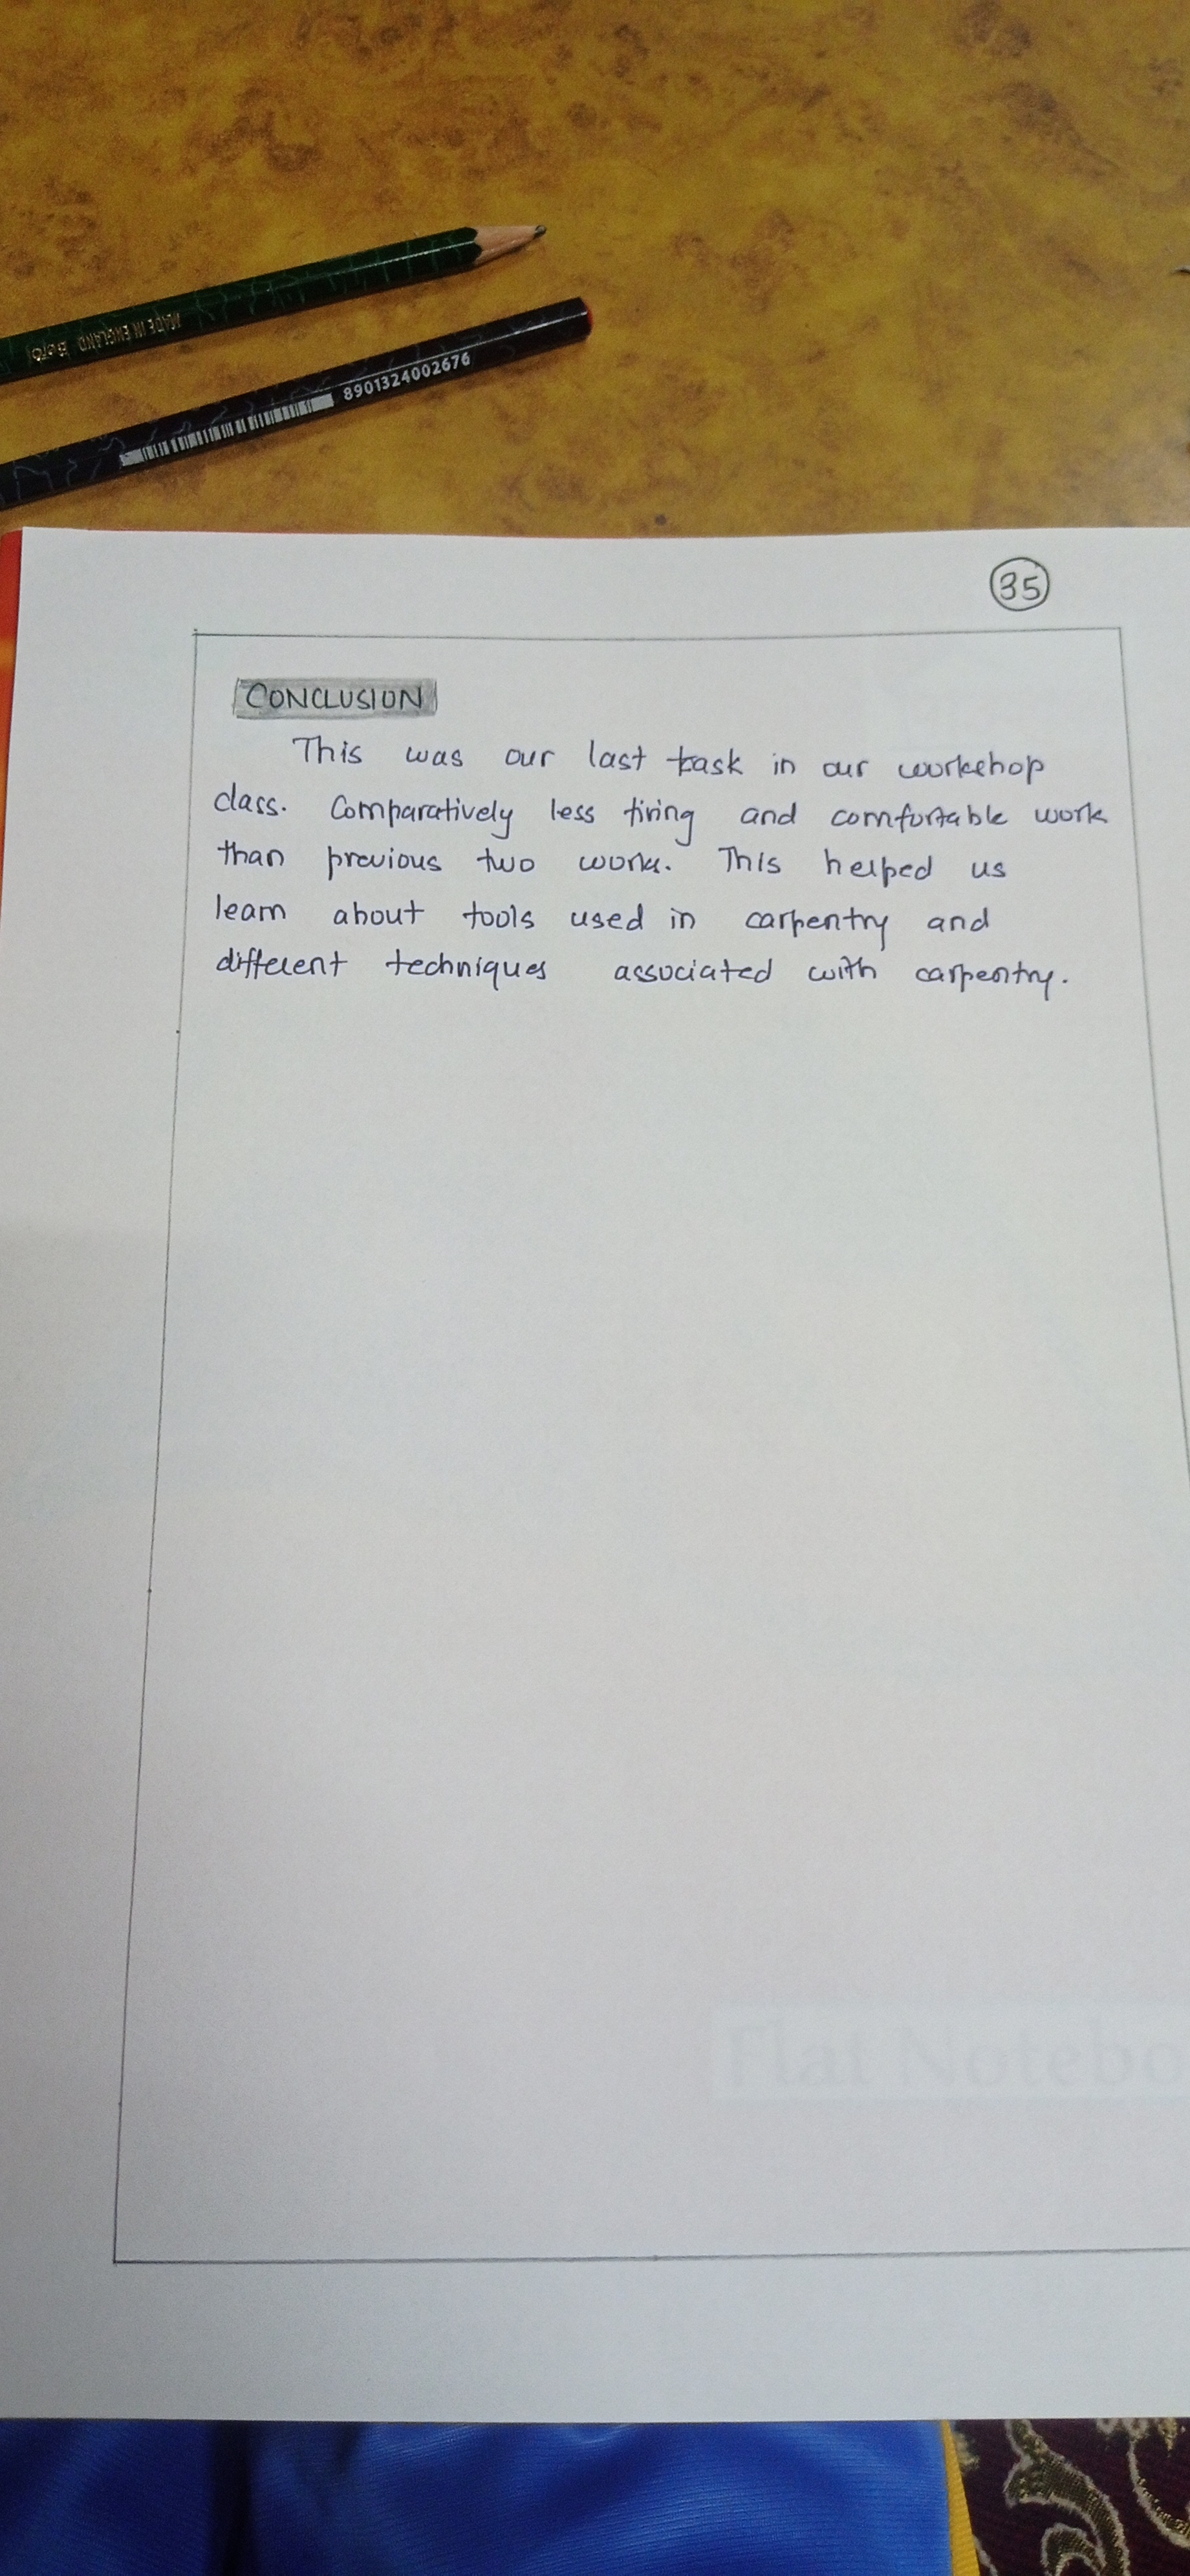 MADE IN ENGLAND
8901324002676
35
CONCLUSION
This was our last task in our workshop
class. Comparatively less tiring and comfortable work
than previous two works. This helped us
learn about tools used in carpentry and
different techniques associated with carpentry.
Flat Notebo